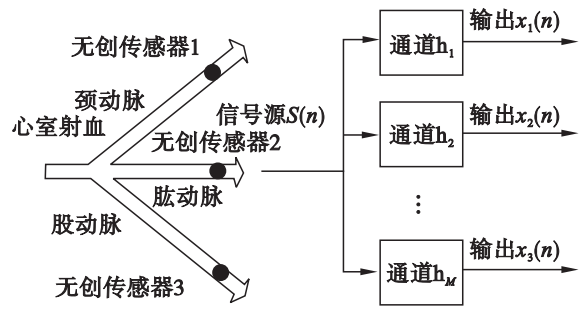 无创传感器1
颈动脉
心室射血
无创传感器2
肱动脉
股动脉
无创传感器3
信号源S(n)
通道h₁
输出x₁(n)
通道h₂
输出x₂(n)
⋮
通道h_M
输出x₃(n)